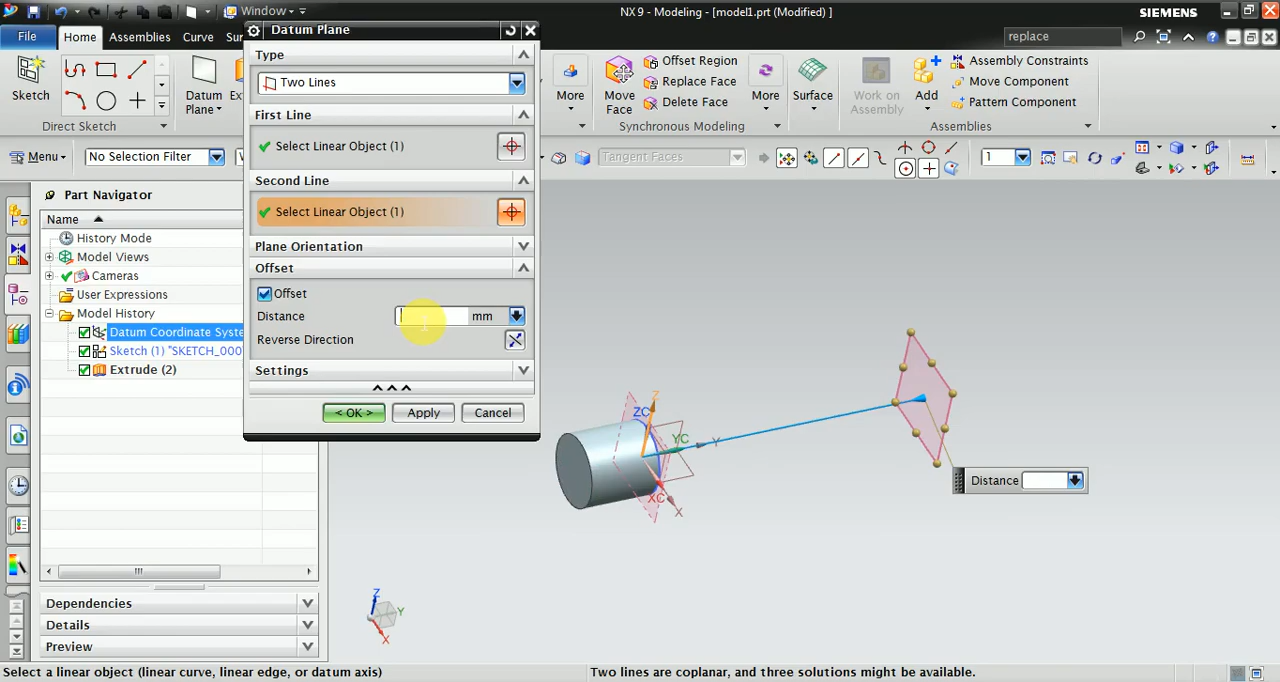 Window
NX 9 - Modeling - [model1.prt (Modified) ]
SIEMENS
File
Home
Assemblies
Curve
replace
Datum Plane
Type
Two Lines
First Line
Select Linear Object (1)
Second Line
Select Linear Object (1)
Plane Orientation
Offset
Offset
Distance
mm
Reverse Direction
Settings
< OK >
Apply
Cancel
Sketch
Datum
Plane
Direct Sketch
More
Move
Face
Offset Region
Replace Face
Delete Face
More
Synchronous Modeling
Surface
Work on
Assembly
Add
Assembly Constraints
Move Component
Pattern Component
Assemblies
Menu
No Selection Filter
Tangent Faces
1
Part Navigator
Name
History Mode
Model Views
Cameras
User Expressions
Model History
Datum Coordinate Syste
Sketch (1) "SKETCH_000"
Extrude (2)
Dependencies
Details
Preview
Z
ZC
YC
Y
XC
X
Distance
Z
Y
X
Select a linear object (linear curve, linear edge, or datum axis)
Two lines are coplanar, and three solutions might be available.